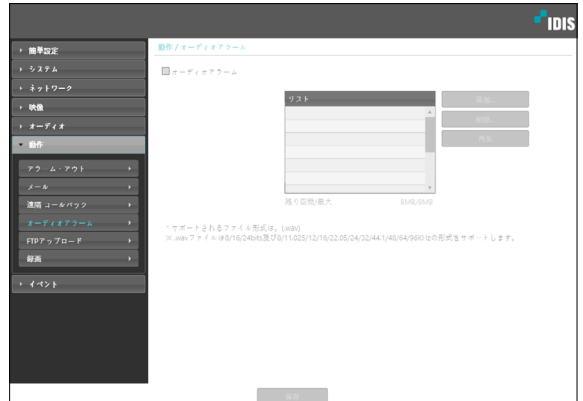 IDIS
簡単設定
システム
ネットワーク
映像
オーディオ
動作
アラーム・アウト
メール
遠隔 コールバック
オーディオアラーム
FTPアップロード
録画
イベント
動作 / オーディオアラーム
オーディオアラーム
リスト
追加...
削除...
再生
残り空間/最大 8MB/8MB
* サポートされるファイル形式は。(.wav)
※ .wavファイルは8/16/24bits及び8/11.025/12/16/22.05/24/32/44.1/48/64/96KHzの形式をサポートします。
保存